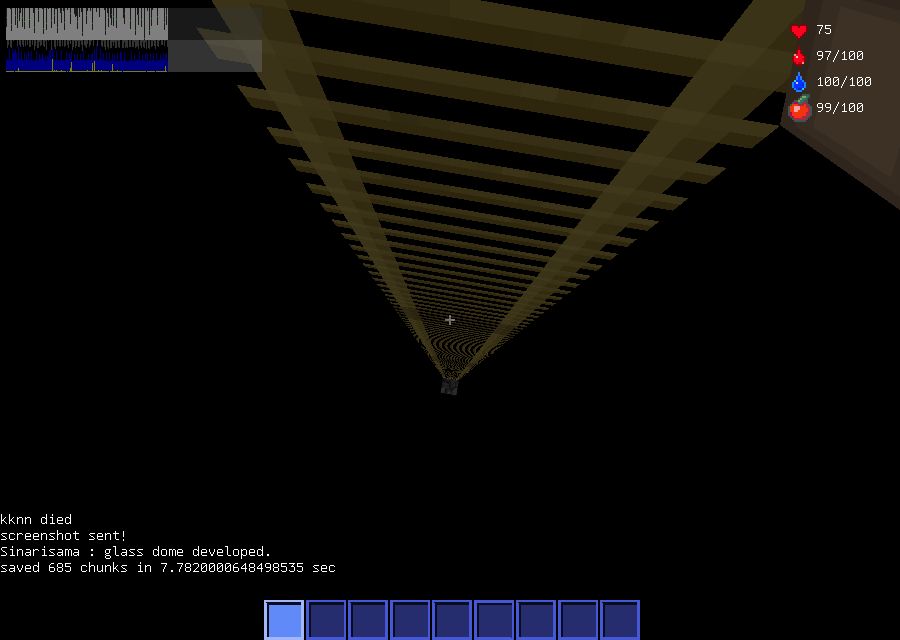 75
97/100
100/100
99/100
kknn died
screenshot sent!
Sinarisama : glass dome developed.
saved 685 chunks in 7.7820000648498535 sec